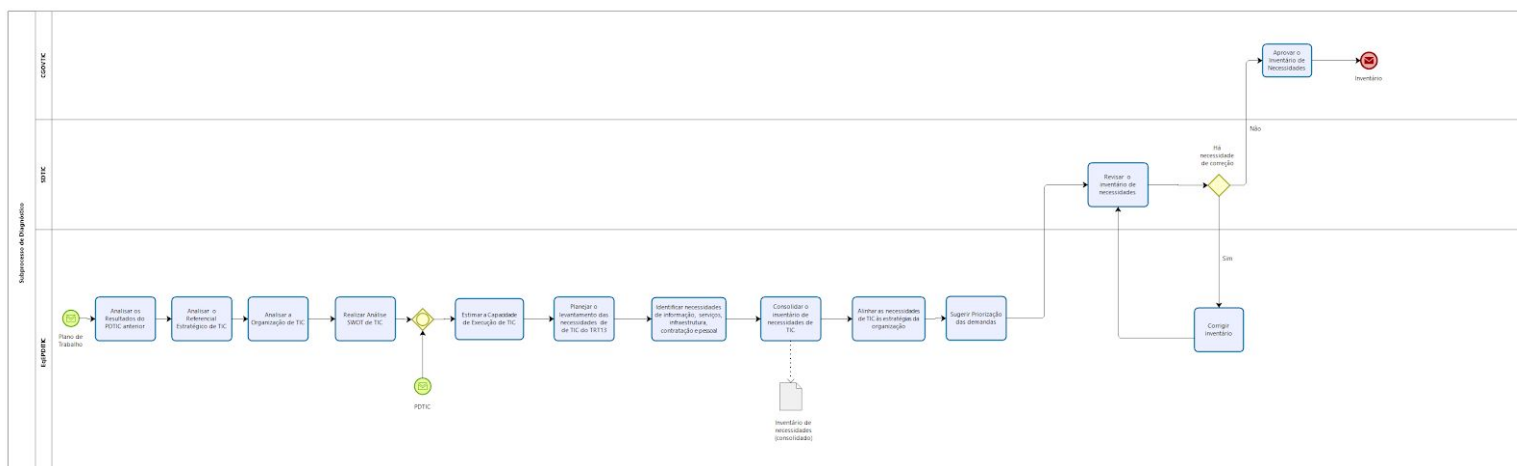 Subprocesso de Diagnóstico
CGOVTIC
Aprovar o
Inventário de
Necessidades
Inventário
Não
SDTIC
Revisar o
inventário de
necessidades
Há
necessidade
de correção
Sim
EqPDTIC
Plano de
Trabalho
Analisar os
Resultados do
PDTIC anterior
Analisar o
Referencial
Estratégico de TIC
Analisar a
Organização de TIC
Realizar Análise
SWOT de TIC
PDTIC
Estimar a Capacidade
de Execução de TIC
Planejar o
levantamento das
necessidades de
de TIC do TRT13
Identificar necessidades
de informação, serviços,
infraestrutura,
contratação e pessoal
Consolidar o
inventário de
necessidades de
TIC
Inventário de
necessidades
(consolidado)
Alinhar as necessidades
de TIC às estratégias da
organização
Sugerir Priorização
das demandas
Corrigir
inventário